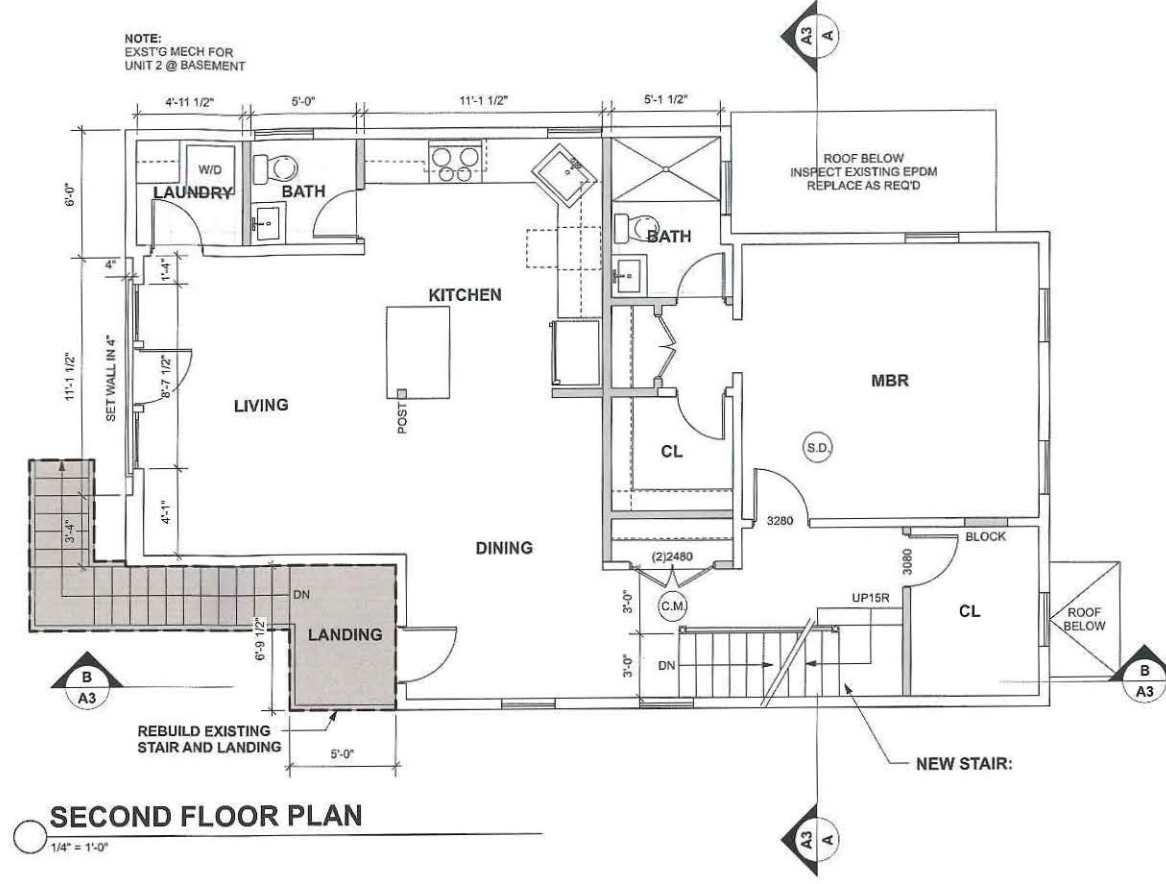 NOTE:
EXST'G MECH FOR
UNIT 2 @ BASEMENT
A3
A
4'-11 1/2"
5'-0"
11'-1 1/2"
5'-1 1/2"
W/D
LAUNDRY
BATH
6'-0"
ROOF BELOW
INSPECT EXISTING EPDM
REPLACE AS REQ'D
BATH
4"
1'-4"
KITCHEN
11'-1 1/2"
SET WALL IN 4"
8'-7 1/2"
LIVING
POST
MBR
CL
S.D.
3'-4"
4'-1"
3280
DINING
(2)2480
3080
BLOCK
CL
DN
LANDING
6'-9 1/2"
3'-0"
C.M.
UP15R
ROOF
BELOW
3'-0"
DN
B
A3
B
A3
REBUILD EXISTING
STAIR AND LANDING
5'-0"
NEW STAIR:
SECOND FLOOR PLAN
1/4" = 1'-0"
A3
A